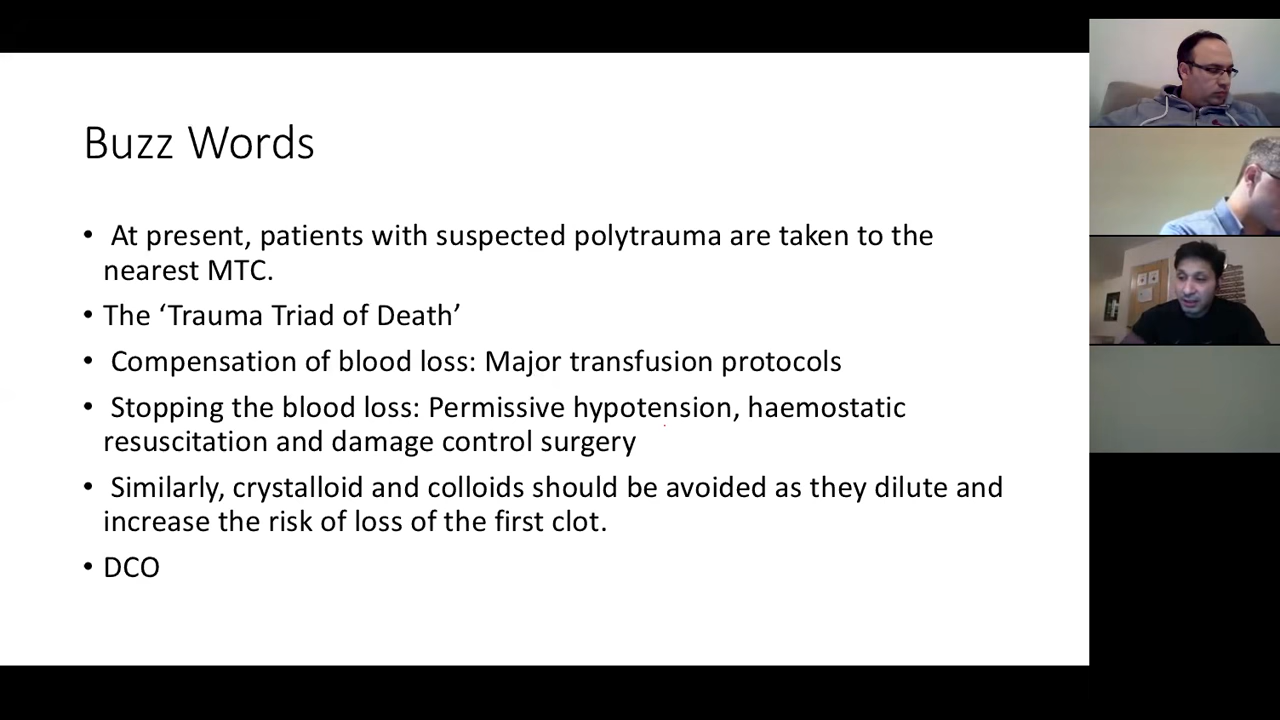 Buzz Words
• At present, patients with suspected polytrauma are taken to the
nearest MTC.
• The ‘Trauma Triad of Death’
• Compensation of blood loss: Major transfusion protocols
• Stopping the blood loss: Permissive hypotension, haemostatic
resuscitation and damage control surgery
• Similarly, crystalloid and colloids should be avoided as they dilute and
increase the risk of loss of the first clot.
• DCO